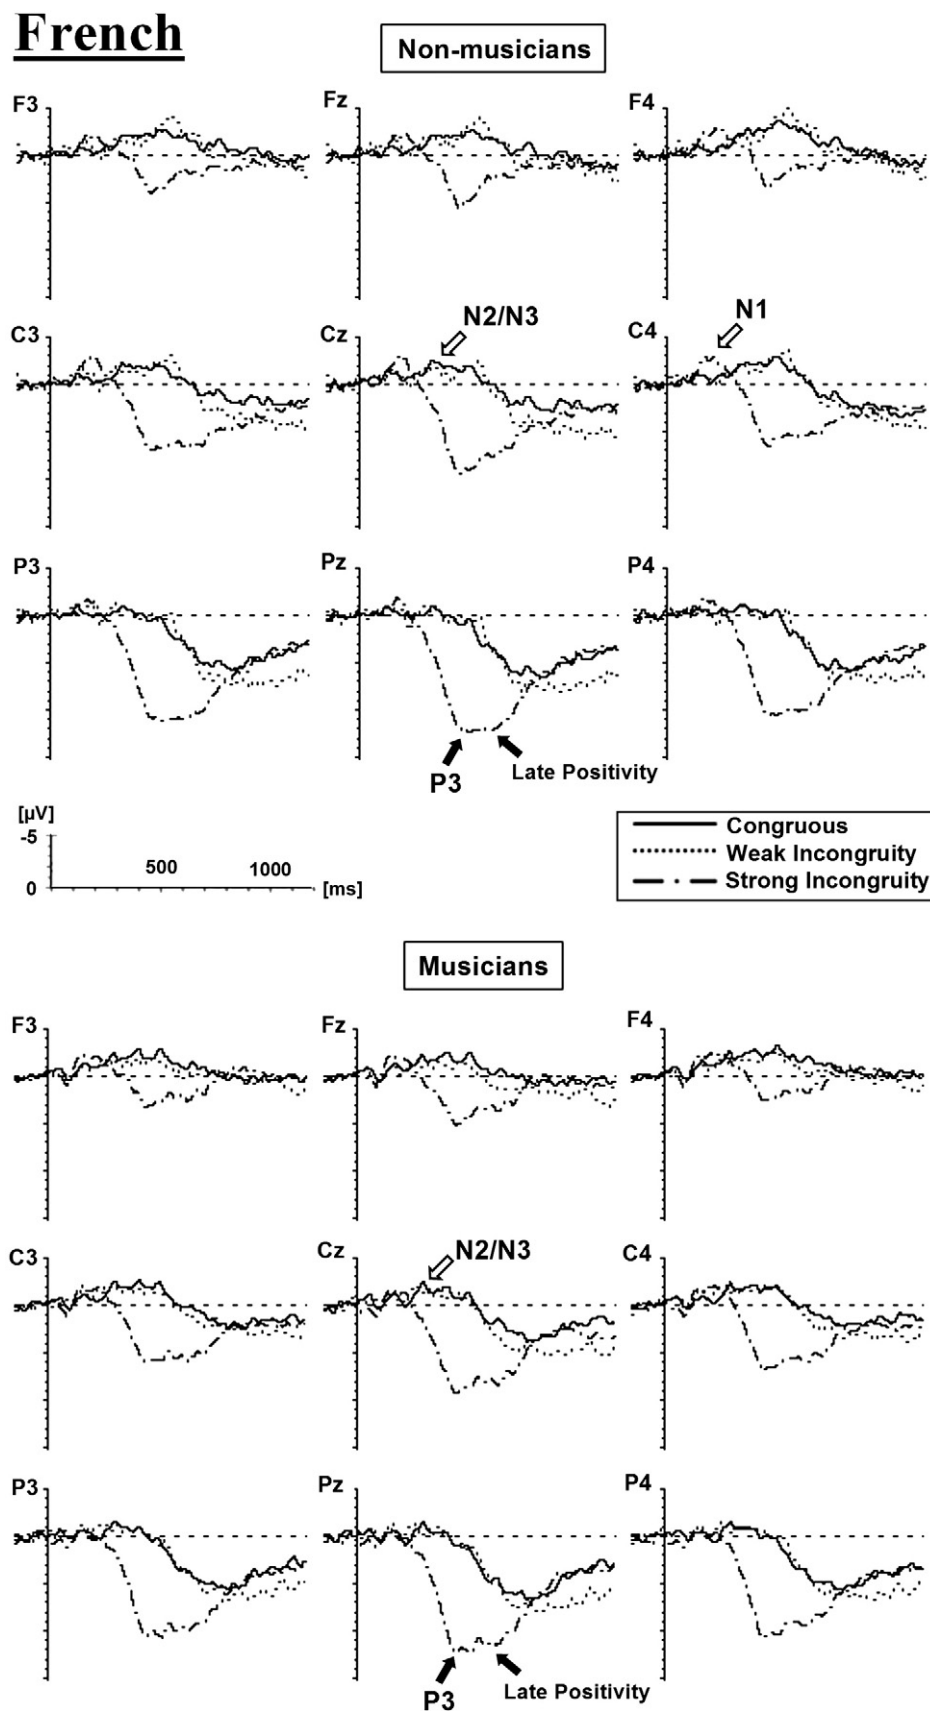 French
Non-musicians
F3 Fz F4
N2/N3 N1
C3 Cz C4
P3 Pz P4
P3 Late Positivity
[µV]
-5
500 1000
0 [ms]
Congruous
Weak Incongruity
Strong Incongruity
Musicians
F3 Fz F4
N2/N3
C3 Cz C4
P3 Pz P4
P3 Late Positivity